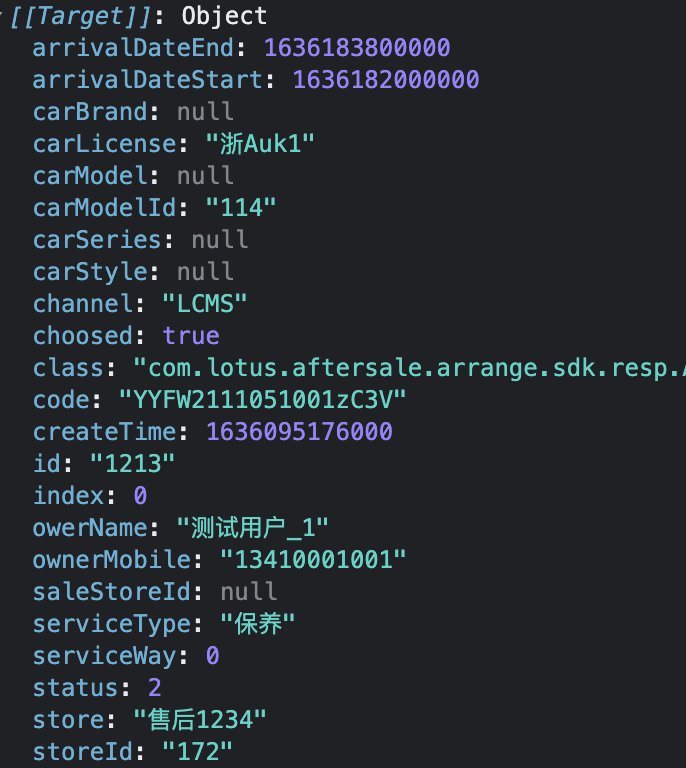 [[Target]]: Object
arrivalDateEnd: 1636183800000
arrivalDateStart: 1636182000000
carBrand: null
carLicense: "浙Auk1"
carModel: null
carModelId: "114"
carSeries: null
carStyle: null
channel: "LCMS"
choosed: true
class: "com.lotus.aftersale.arrange.sdk.resp.
code: "YYFW2111051001zC3V"
createTime: 1636095176000
id: "1213"
index: 0
owerName: "测试用户_1"
ownerMobile: "13410001001"
saleStoreId: null
serviceType: "保养"
serviceWay: 0
status: 2
store: "售后1234"
storeId: "172"